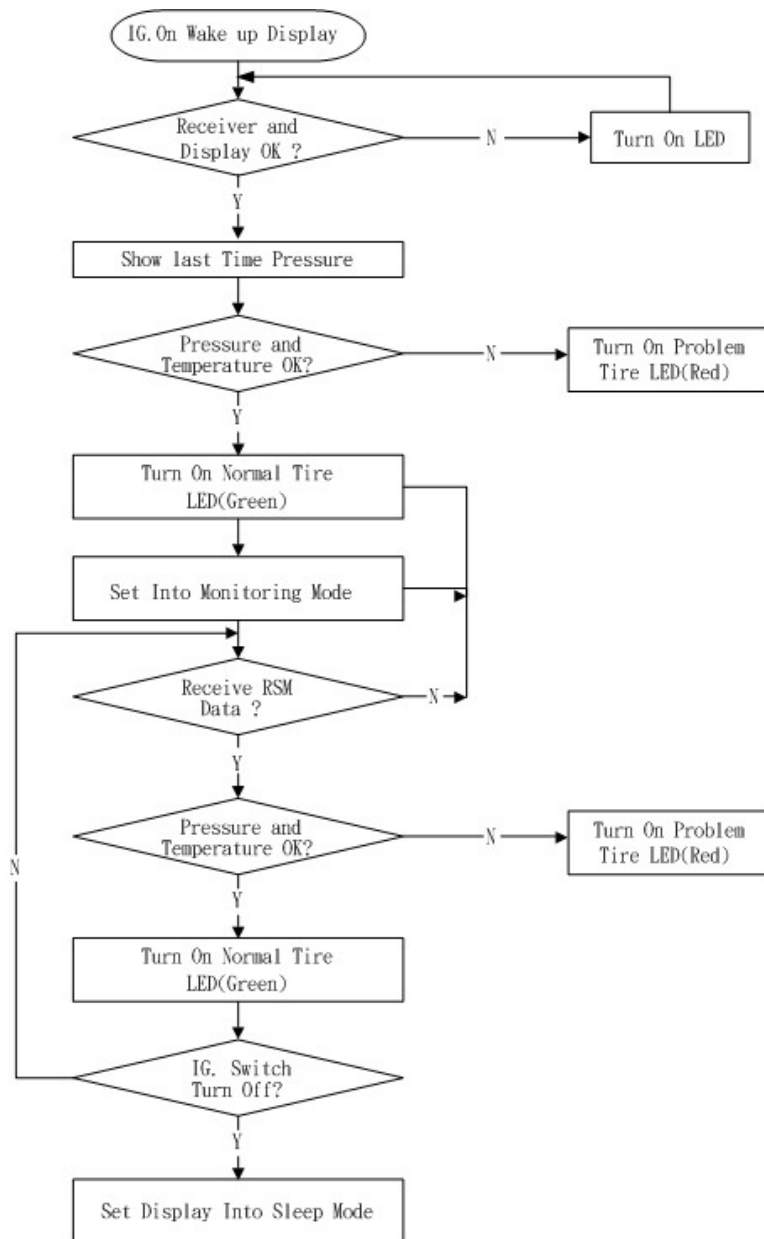 IG.On Wake up Display
Receiver and
Display OK ?
N
Turn On LED
Y
Show last Time Pressure
Pressure and
Temperature OK?
N
Turn On Problem
Tire LED(Red)
Y
Turn On Normal Tire
LED(Green)
Set Into Monitoring Mode
Receive RSM
Data ?
N
Y
Pressure and
Temperature OK?
N
Turn On Problem
Tire LED(Red)
N
Y
Turn On Normal Tire
LED(Green)
IG. Switch
Turn Off?
Y
Set Display Into Sleep Mode